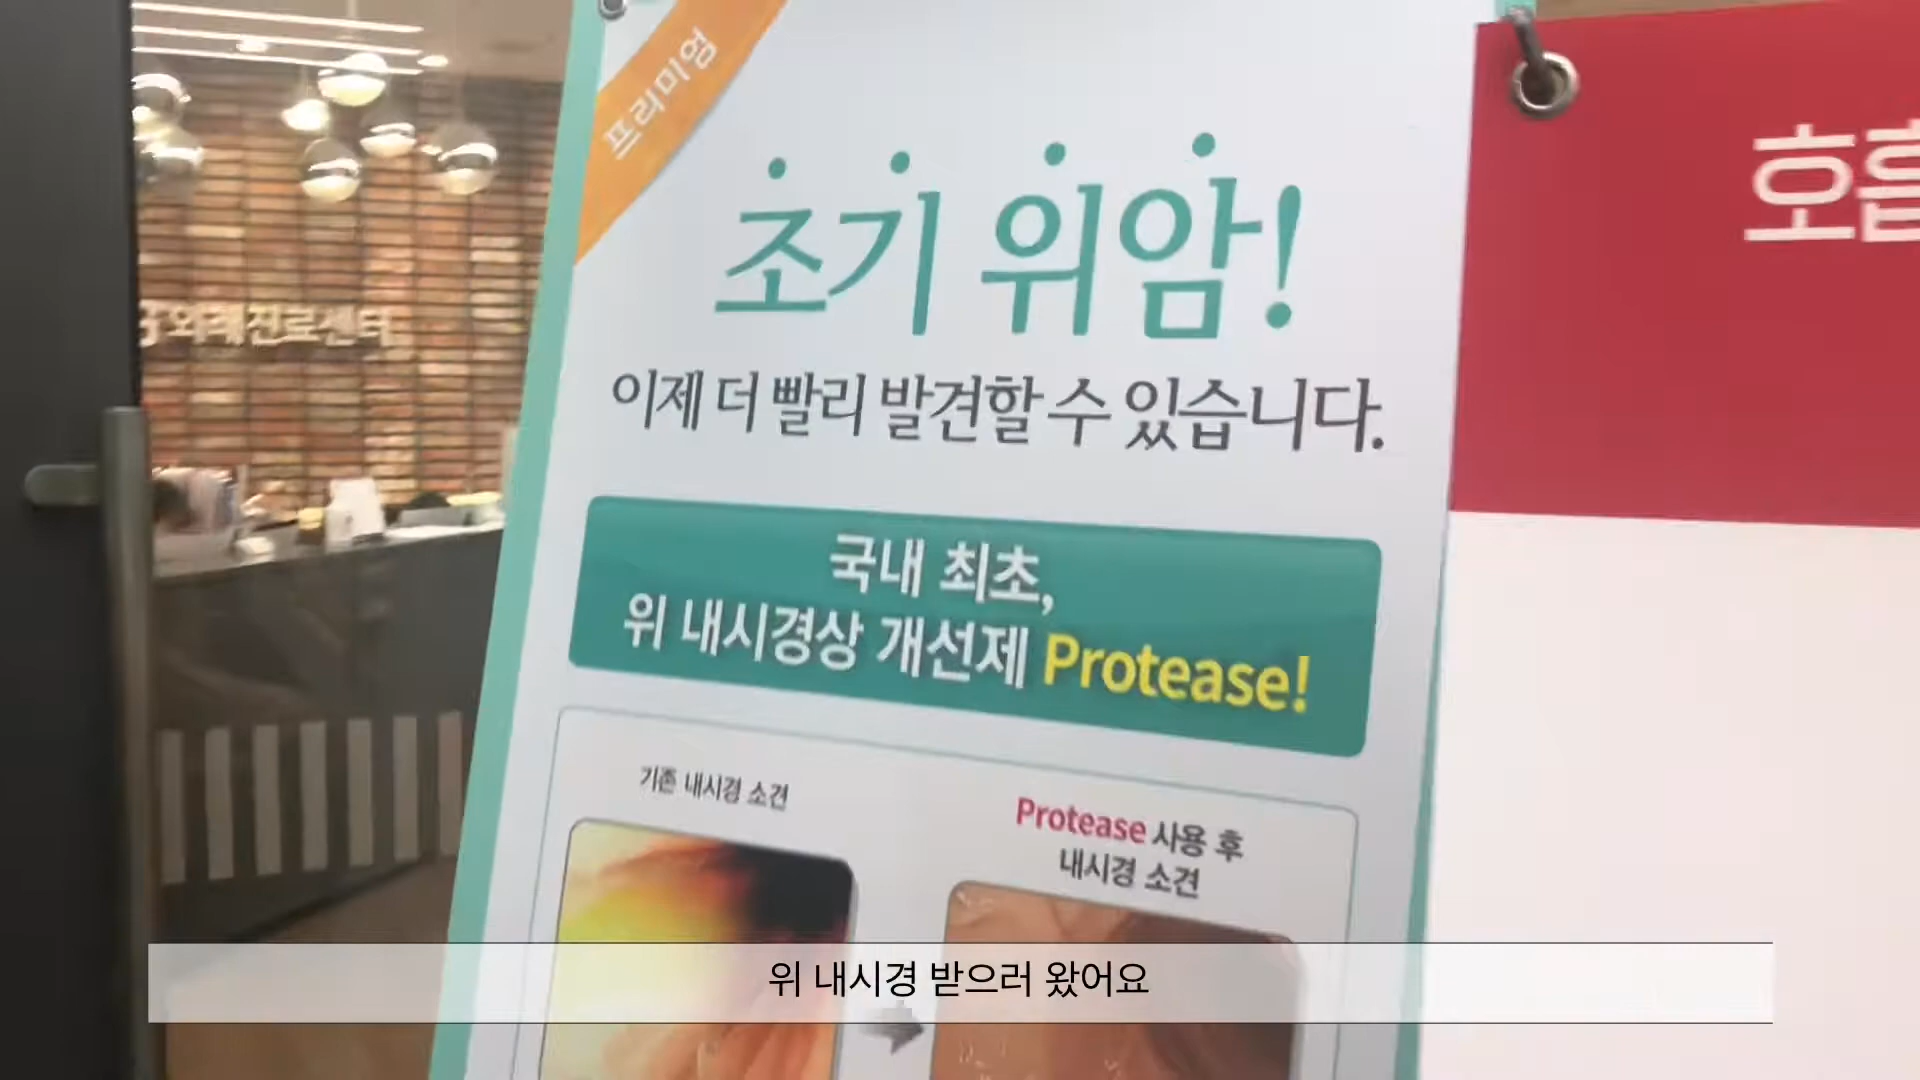 프리미엄
조기 위암!
이제 더 빨리 발견할 수 있습니다.
국내 최초,
위 내시경상 개선제 Protease!
기존 내시경 소견
Protease 사용 후
내시경 소견
외래진료센터
호흡
위 내시경 받으러 왔어요